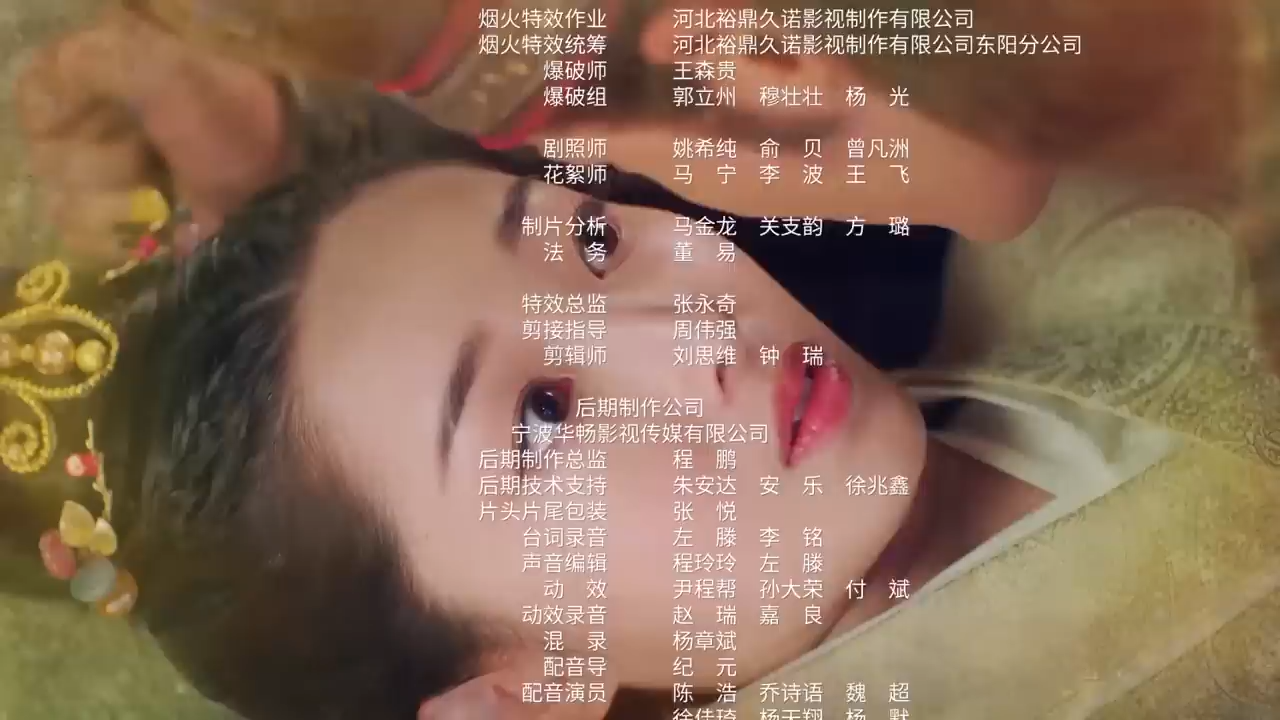 烟火特效作业 河北裕鼎久诺影视制作有限公司
烟火特效统筹 河北裕鼎久诺影视制作有限公司东阳分公司
爆破师 王森贵
爆破组 郭立州 穆壮壮 杨 光
剧照师 姚希纯 俞 贝 曾凡洲
花絮师 马 宁 李 波 王 飞
制片分析 马金龙 关支韵 方 璐
法 务 董 易
特效总监 张永奇
剪接指导 周伟强
剪辑师 刘思维 钟 瑞
后期制作公司
宁波华畅影视传媒有限公司
后期制作总监 程 鹏
后期技术支持 朱安达 安 乐 徐兆鑫
片头片尾包装 张 悦
台词录音 左 滕 李 铭
声音编辑 程玲玲 左 滕
动 效 尹程帮 孙大荣 付 斌
动效录音 赵 瑞 嘉 良
混 录 杨章斌
配音导 纪 元
配音演员 陈 浩 乔诗语 魏 超
徐佳琦 杨天翔 杨 默